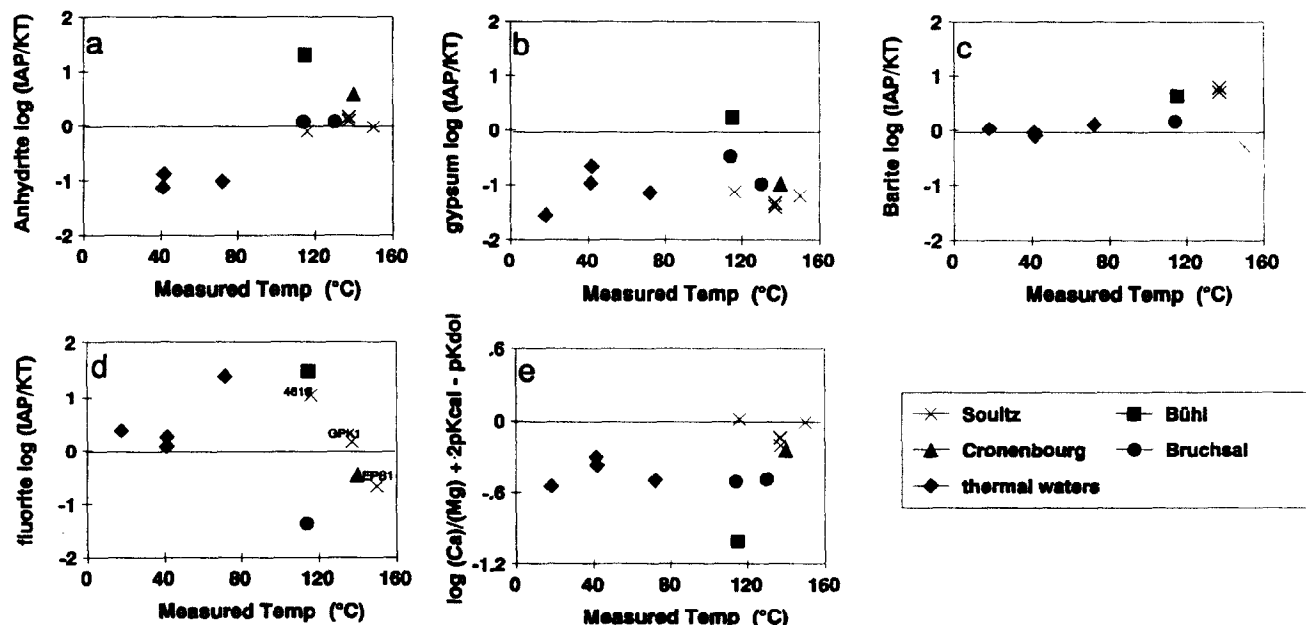 a
Anhydrite log (IAP/KT)
2
1
0
-1
-2
0 40 80 120 160
Measured Temp (°C)
b
gypsum log (IAP/KT)
2
1
0
-1
-2
0 40 80 120 160
Measured Temp (°C)
c
Barite log (IAP/KT)
2
1
0
-1
-2
0 40 80 120 160
Measured Temp (°C)
d
fluorite log (IAP/KT)
2
1
0
-1
-2
4616
GPK1
EPS1
0 40 80 120 160
Measured Temp (°C)
e
log (Ca)/(Mg) + 2pKcal - pKdol
.6
0
-.6
-1.2
0 40 80 120 160
Measured Temp (°C)
Soultz
Bühl
Cronenbourg
Bruchsal
thermal waters